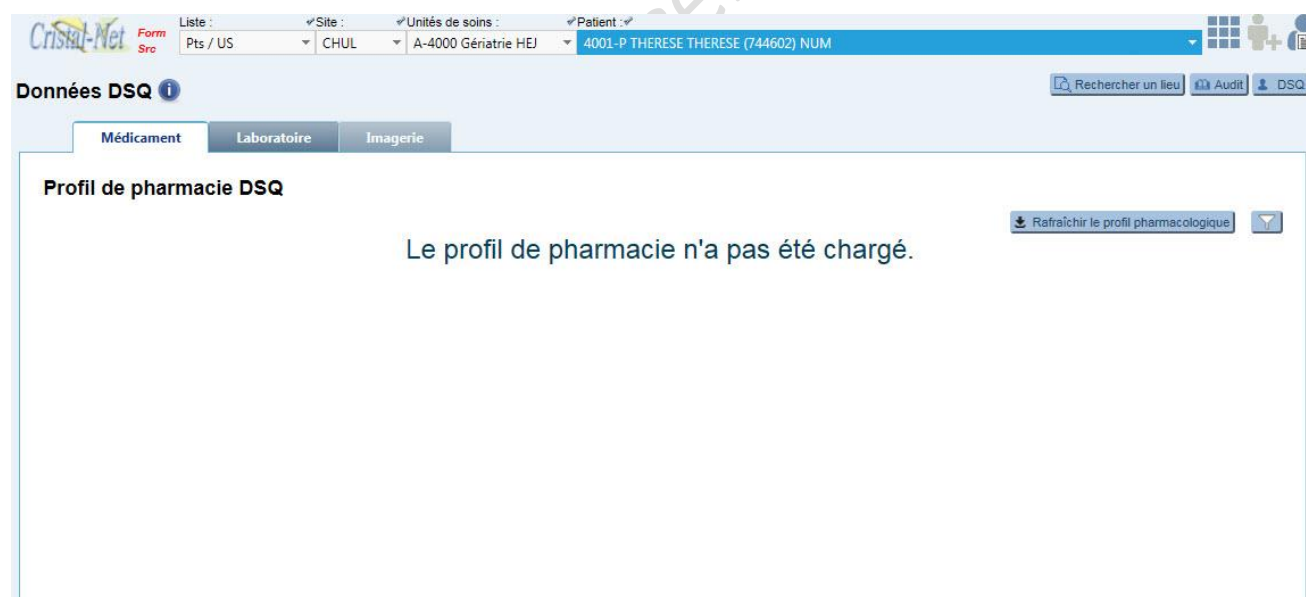 Cristal-Net Form Src
Liste : Site : Unités de soins : Patient :
Pts / US CHUL A-4000 Gériatrie HEJ 4001-P THERESE THERESE (744602) NUM
Données DSQ i
Rechercher un lieu Audit DSQ
Médicament Laboratoire Imagerie
Profil de pharmacie DSQ
Rafraîchir le profil pharmacologique
Le profil de pharmacie n'a pas été chargé.